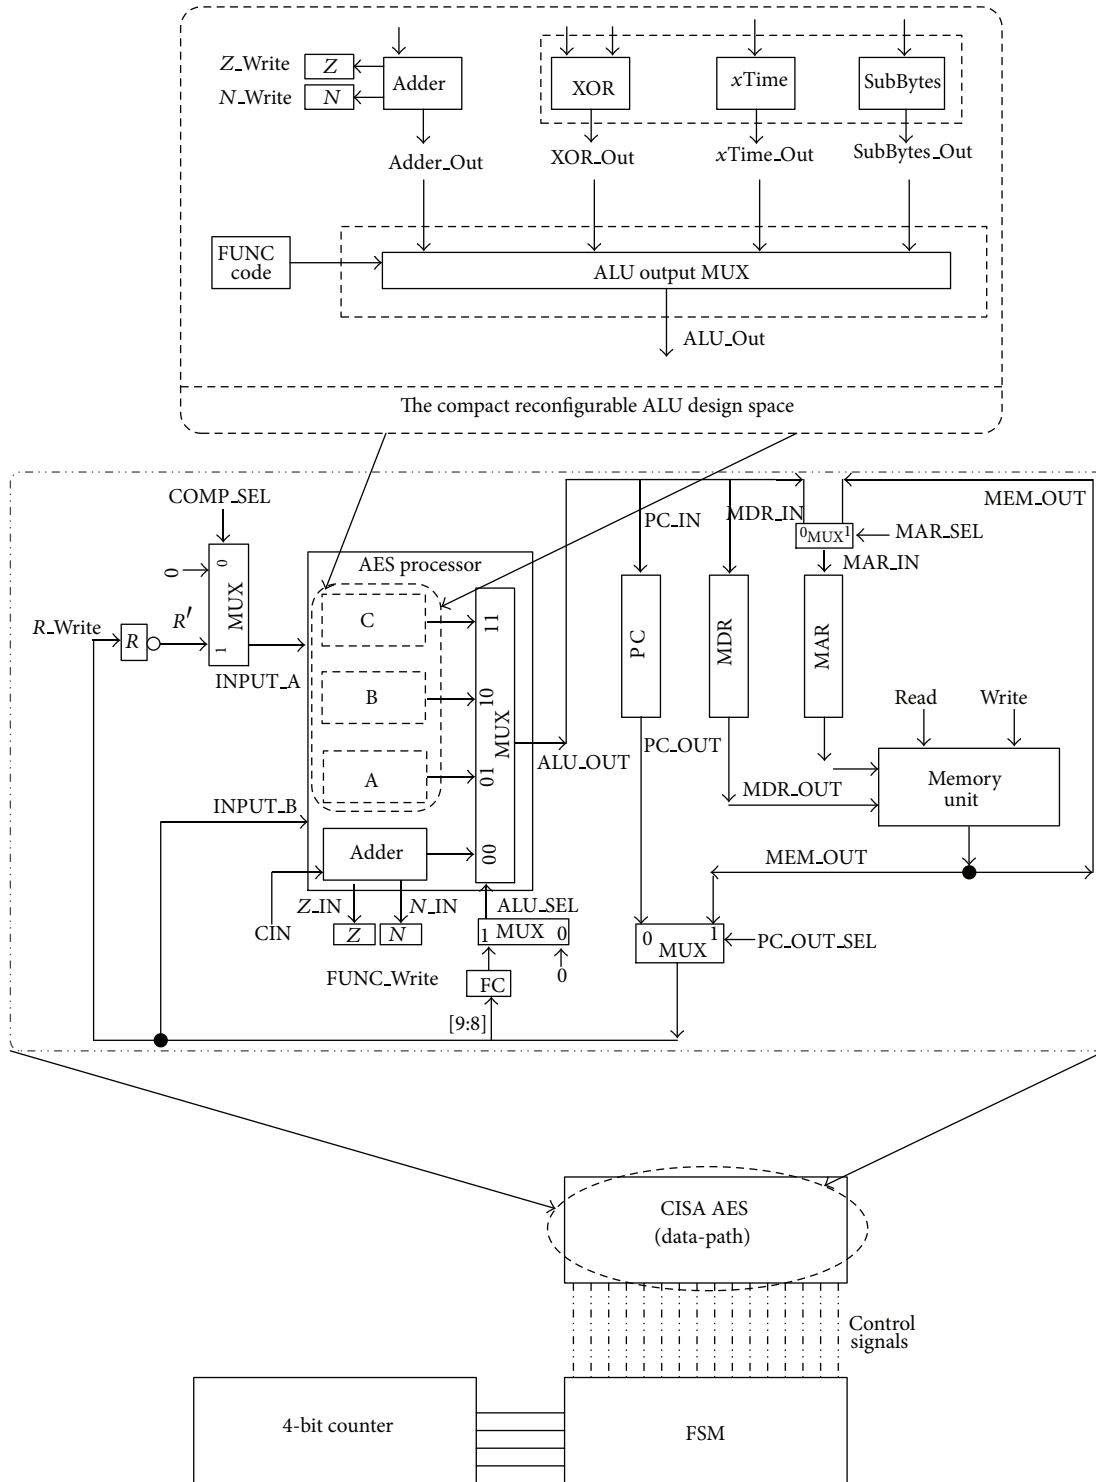 Z_Write
Z
N_Write
N
Adder
XOR
xTime
SubBytes
Adder_Out
XOR_Out
xTime_Out
SubBytes_Out
FUNC
code
ALU output MUX
ALU_Out
The compact reconfigurable ALU design space
COMP_SEL
PC_IN
MDR_IN
MEM_OUT
0
MUX
1
MAR_SEL
MAR_IN
AES processor
0
0
MUX
1
R_Write
R
R′
INPUT_A
C
11
B
10
MUX
A
01
INPUT_B
Adder
00
ALU_OUT
PC
MDR
MAR
Read
Write
PC_OUT
MDR_OUT
Memory
unit
MEM_OUT
CIN
Z_IN
N_IN
Z
N
ALU_SEL
1
MUX
0
0
FUNC_Write
FC
[9:8]
0
1
MUX
PC_OUT_SEL
CISA AES
(data-path)
Control
signals
4-bit counter
FSM